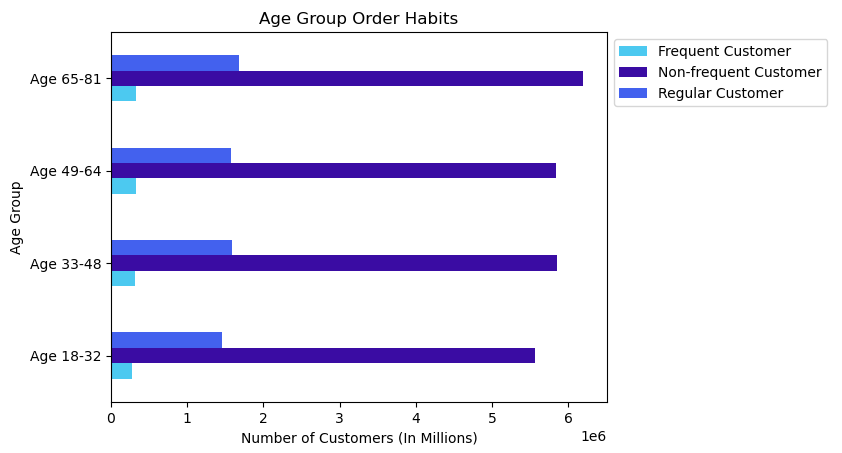 Age Group Order Habits
Frequent Customer
Non-frequent Customer
Regular Customer
Age 65-81
Age 49-64
Age 33-48
Age 18-32
Age Group
0 1 2 3 4 5 6
1e6
Number of Customers (In Millions)